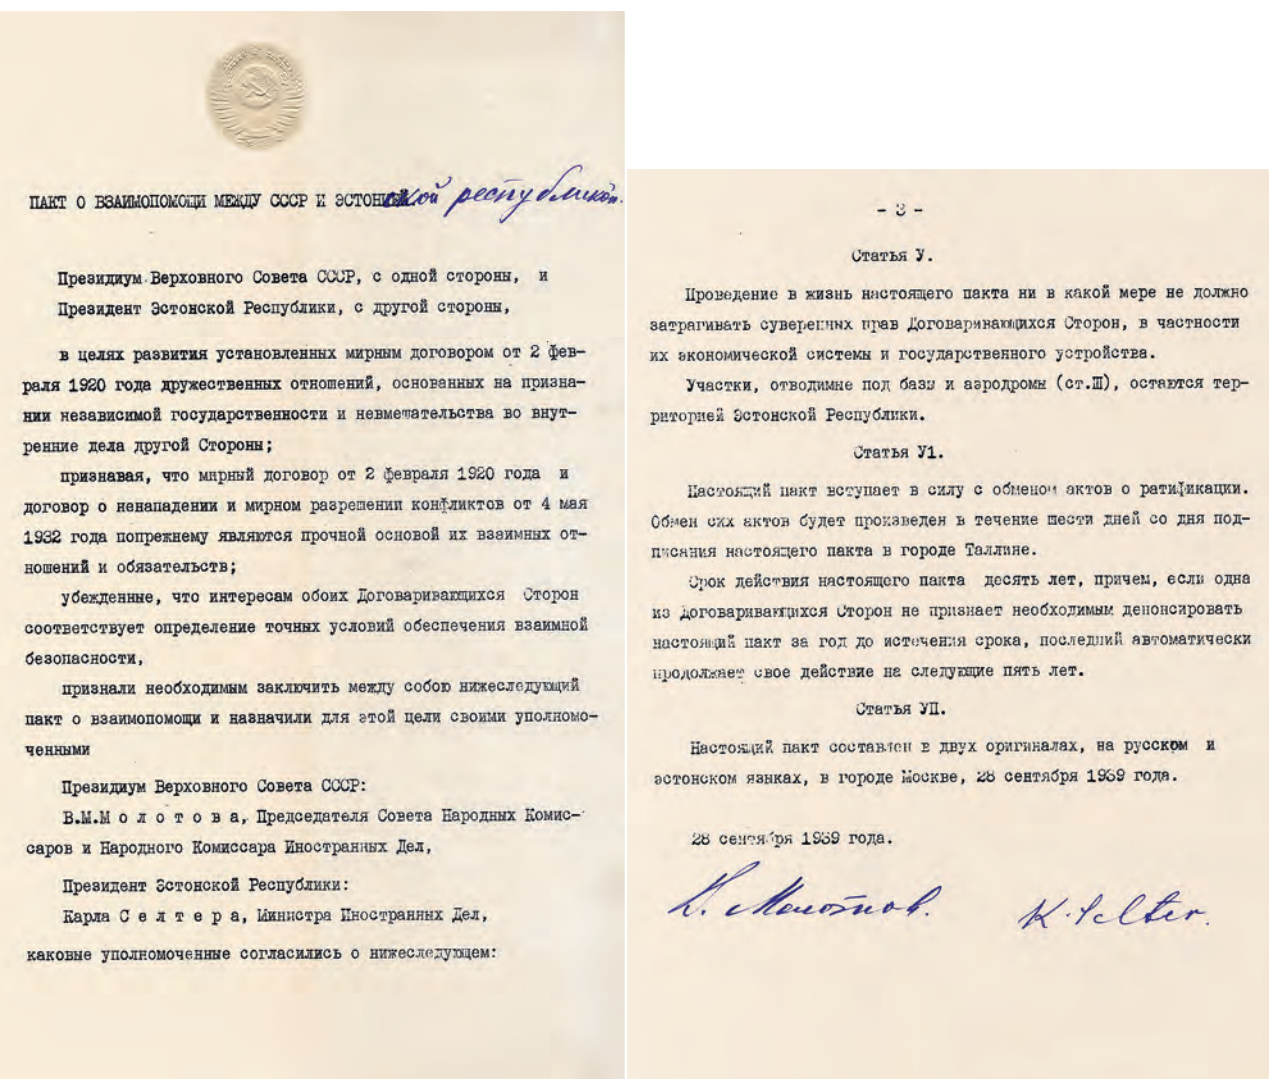 ПАКТ О ВЗАИМОПОМОЩИ МЕЖДУ СССР И ЭСТОНСКОЙ республикой.
Президиум Верховного Совета СССР, с одной стороны, и
Президент Эстонской Республики, с другой стороны,
в целях развития установленных мирным договором от 2 фев-
раля 1920 года дружественных отношений, основанных на призна-
нии независимой государственности и невмешательства во внут-
ренние дела другой Стороны;
признавая, что мирный договор от 2 февраля 1920 года и
договор о ненападении и мирном разрешении конфликтов от 4 мая
1932 года попрежнему являются прочной основой их взаимных от-
ношений и обязательств;
убежденные, что интересам обоих Договаривающихся Сторон
соответствует определение точных условий обеспечения взаимной
безопасности,
признали необходимым заключить между собою нижеследующий
пакт о взаимопомощи и назначили для этой цели своими уполномо-
ченными
Президиум Верховного Совета СССР:
В.М.М о л о т о в а, Председателя Совета Народных Комис-
саров и Народного Комиссара Иностранных Дел,
Президент Эстонской Республики:
Карла С е л т е р а, Министра Иностранных Дел,
каковые уполномоченные согласились о нижеследующем:
- 3 -
Статья У.
Проведение в жизнь настоящего пакта ни в какой мере не должно
затрагивать суверенных прав Договаривающихся Сторон, в частности
их экономической системы и государственного устройства.
Участки, отводимые под базы и аэродромы (ст.Ш), остаются тер-
риторией Эстонской Республики.
Статья У1.
Настоящий пакт вступает в силу с обменом актов о ратификации.
Обмен сих актов будет произведен в течение шести дней со дня под-
писания настоящего пакта в городе Таллине.
Срок действия настоящего пакта десять лет, причем, если одна
из Договаривающихся Сторон не признает необходимым денонсировать
настоящий пакт за год до истечения срока, последний автоматически
продолжает свое действие на следующие пять лет.
Статья УП.
Настоящий пакт составлен в двух оригиналах, на русском и
эстонском языках, в городе Москве, 28 сентября 1939 года.
28 сентября 1939 года.
В. Молотов. K. Selter.